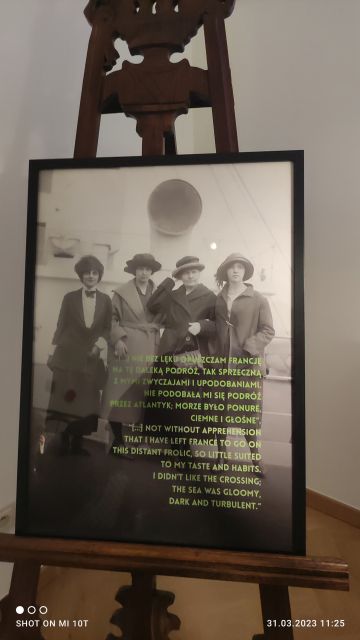 "[...] NIE BEZ LĘKU OPUSZCZAM FRANCJĘ
NA TĘ DALEKĄ PODRÓŻ, TAK SPRZECZNĄ
Z MYMI ZWYCZAJAMI I UPODOBANIAMI.
NIE PODOBAŁA MI SIĘ PODRÓŻ
PRZEZ ATLANTYK; MORZE BYŁO PONURE,
CIEMNE I GŁOŚNE".
"[...] NOT WITHOUT APPREHENSION
THAT I HAVE LEFT FRANCE TO GO ON
THIS DISTANT FROLIC, SO LITTLE SUITED
TO MY TASTE AND HABITS.
I DIDN'T LIKE THE CROSSING;
THE SEA WAS GLOOMY,
DARK AND TURBULENT."
SHOT ON MI 10T
31.03.2023 11:25